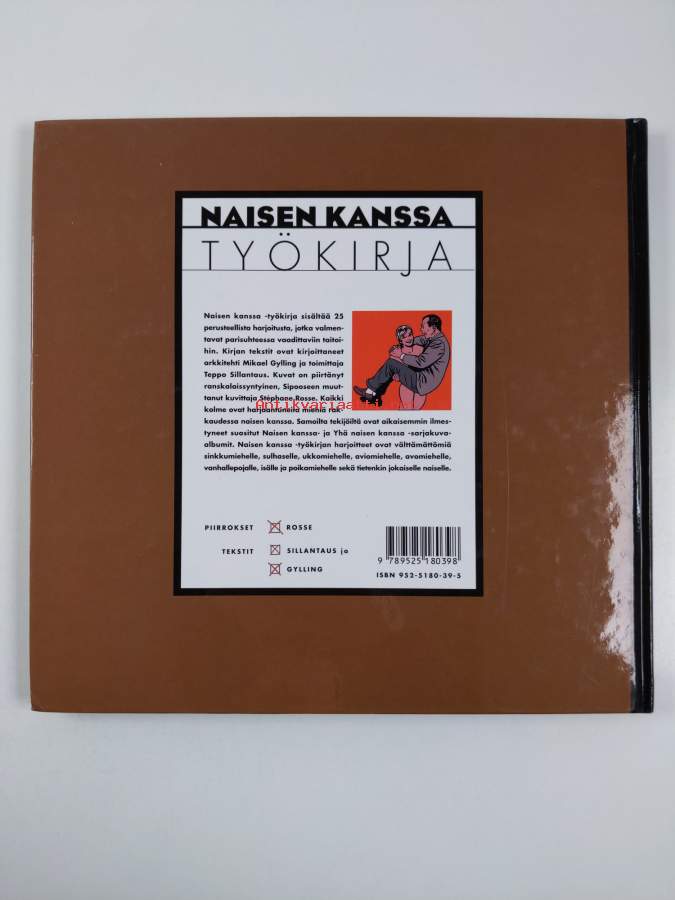 NAISEN KANSSA
TYÖKIRJA
Naisen kanssa -työkirja sisältää 25
perusteellista harjoitusta, jotka valmen-
tavat parisuhteessa vaadittaviin taitoi-
hin. Kirjan tekstit ovat kirjoittaneet
arkkitehti Mikael Gylling ja toimittaja
Teppo Sillantaus. Kuvat on piirtänyt
ranskalaissyntyinen, Sipooseen muut-
tanut kuvittaja Stéphane Rosse. Kaikki
kolme ovat harjaantuneita miehiä rak-
kaudessa naisen kanssa. Samoilta tekijöiltä ovat aikaisemmin ilmes-
tyneet suositut Naisen kanssa- ja Yhä naisen kanssa -sarjakuva-
albumit. Naisen kanssa -työkirjan harjoitteet ovat välttämättömiä
sinkkumiehelle, sulhaselle, ukkomiehelle, aviomiehelle, avomiehelle,
vanhallepojalle, isälle ja poikamiehelle sekä tietenkin jokaiselle naiselle.
PIIRROKSET ROSSE
TEKSTIT SILLANTAUS ja
GYLLING
9 789525 180398
ISBN 952-5180-39-5